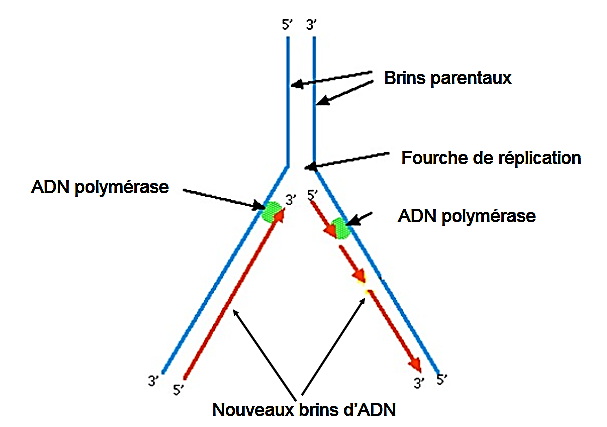 5’ 3’
Brins parentaux
Fourche de réplication
ADN polymérase
3’ 5’
ADN polymérase
3’ 5’
3’ 5’
Nouveaux brins d’ADN